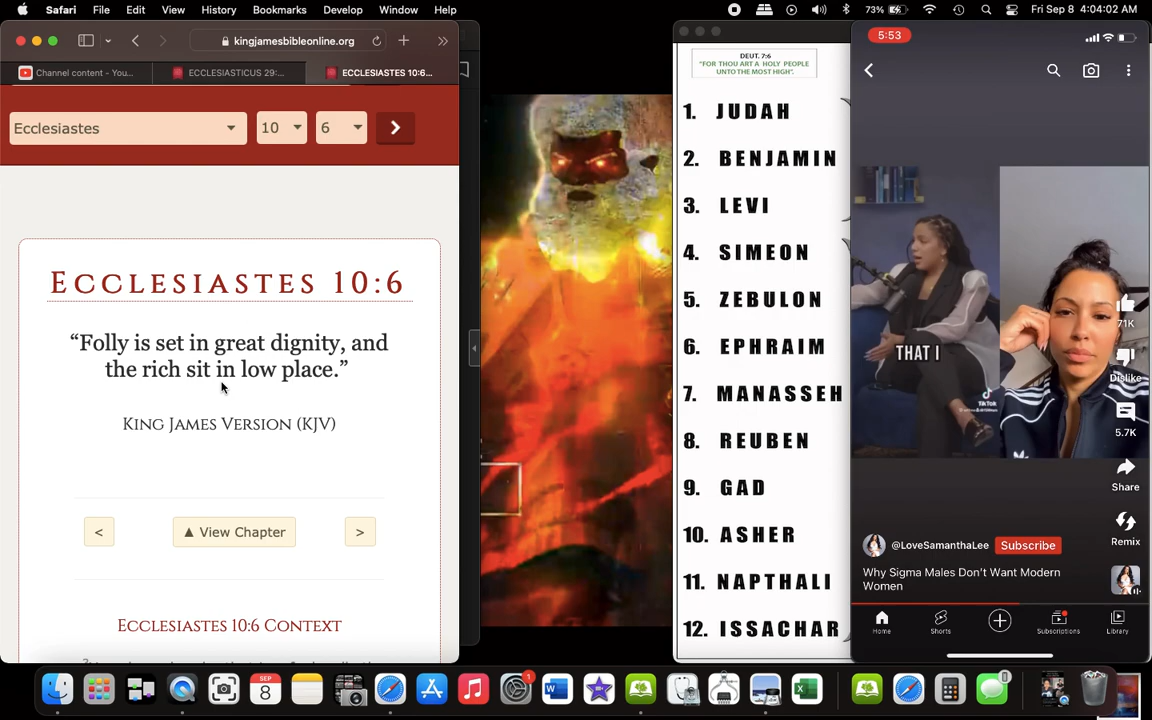 Safari File Edit View History Bookmarks Develop Window Help
73% Fri Sep 8 4:04:02 AM
kingjamesbibleonline.org
Channel content - You...
ECCLESIASTICUS 29:...
ECCLESIASTES 10:6...
Ecclesiastes 10 6
ECCLESIASTES 10:6
“Folly is set in great dignity, and
the rich sit in low place.”
KING JAMES VERSION (KJV)
< ▲ View Chapter >
ECCLESIASTES 10:6 CONTEXT
DEUT. 7:6
"FOR THOU ART A HOLY PEOPLE
UNTO THE MOST HIGH".
1. JUDAH
2. BENJAMIN
3. LEVI
4. SIMEON
5. ZEBULON
6. EPHRAIM
7. MANASSEH
8. REUBEN
9. GAD
10. ASHER
11. NAPTHALI
12. ISSACHAR
5:53
THAT I
TikTok
71K
Dislike
5.7K
Share
Remix
@LoveSamanthaLee Subscribe
Why Sigma Males Don't Want Modern
Women
Home Shorts Subscriptions Library
SEP
8
1